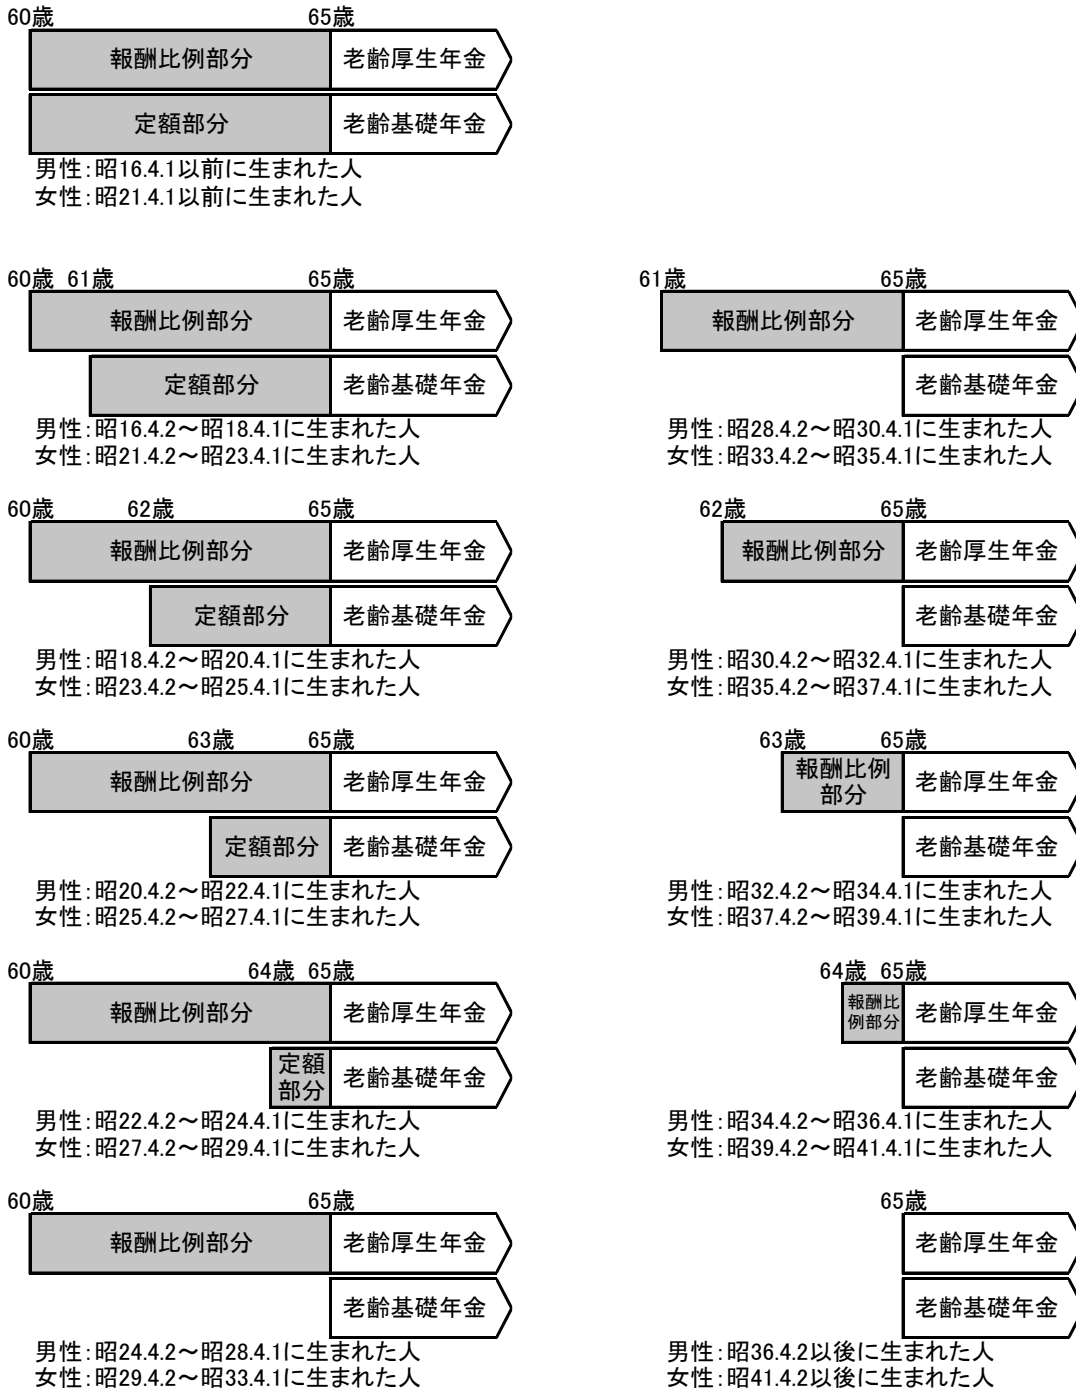 60歳 65歳
報酬比例部分 老齢厚生年金
定額部分 老齢基礎年金
男性:昭16.4.1以前に生まれた人
女性:昭21.4.1以前に生まれた人
60歳 61歳 65歳
報酬比例部分 老齢厚生年金
定額部分 老齢基礎年金
男性:昭16.4.2～昭18.4.1に生まれた人
女性:昭21.4.2～昭23.4.1に生まれた人
60歳 62歳 65歳
報酬比例部分 老齢厚生年金
定額部分 老齢基礎年金
男性:昭18.4.2～昭20.4.1に生まれた人
女性:昭23.4.2～昭25.4.1に生まれた人
60歳 63歳 65歳
報酬比例部分 老齢厚生年金
定額部分 老齢基礎年金
男性:昭20.4.2～昭22.4.1に生まれた人
女性:昭25.4.2～昭27.4.1に生まれた人
60歳 64歳 65歳
報酬比例部分 老齢厚生年金
定額
部分 老齢基礎年金
男性:昭22.4.2～昭24.4.1に生まれた人
女性:昭27.4.2～昭29.4.1に生まれた人
60歳 65歳
報酬比例部分 老齢厚生年金
老齢基礎年金
男性:昭24.4.2～昭28.4.1に生まれた人
女性:昭29.4.2～昭33.4.1に生まれた人
61歳 65歳
報酬比例部分 老齢厚生年金
老齢基礎年金
男性:昭28.4.2～昭30.4.1に生まれた人
女性:昭33.4.2～昭35.4.1に生まれた人
62歳 65歳
報酬比例部分 老齢厚生年金
老齢基礎年金
男性:昭30.4.2～昭32.4.1に生まれた人
女性:昭35.4.2～昭37.4.1に生まれた人
63歳 65歳
報酬比例
部分 老齢厚生年金
老齢基礎年金
男性:昭32.4.2～昭34.4.1に生まれた人
女性:昭37.4.2～昭39.4.1に生まれた人
64歳 65歳
報酬比
例部分 老齢厚生年金
老齢基礎年金
男性:昭34.4.2～昭36.4.1に生まれた人
女性:昭39.4.2～昭41.4.1に生まれた人
65歳
老齢厚生年金
老齢基礎年金
男性:昭36.4.2以後に生まれた人
女性:昭41.4.2以後に生まれた人